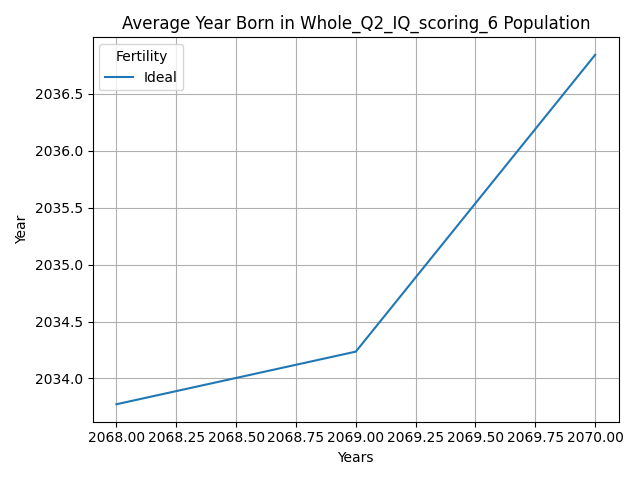 Average Year Born in Whole_Q2_IQ_scoring_6 Population
Fertility
Ideal
2036.5
2036.0
2035.5
2035.0
2034.5
2034.0
Year
2068.00 2068.25 2068.50 2068.75 2069.00 2069.25 2069.50 2069.75 2070.00
Years